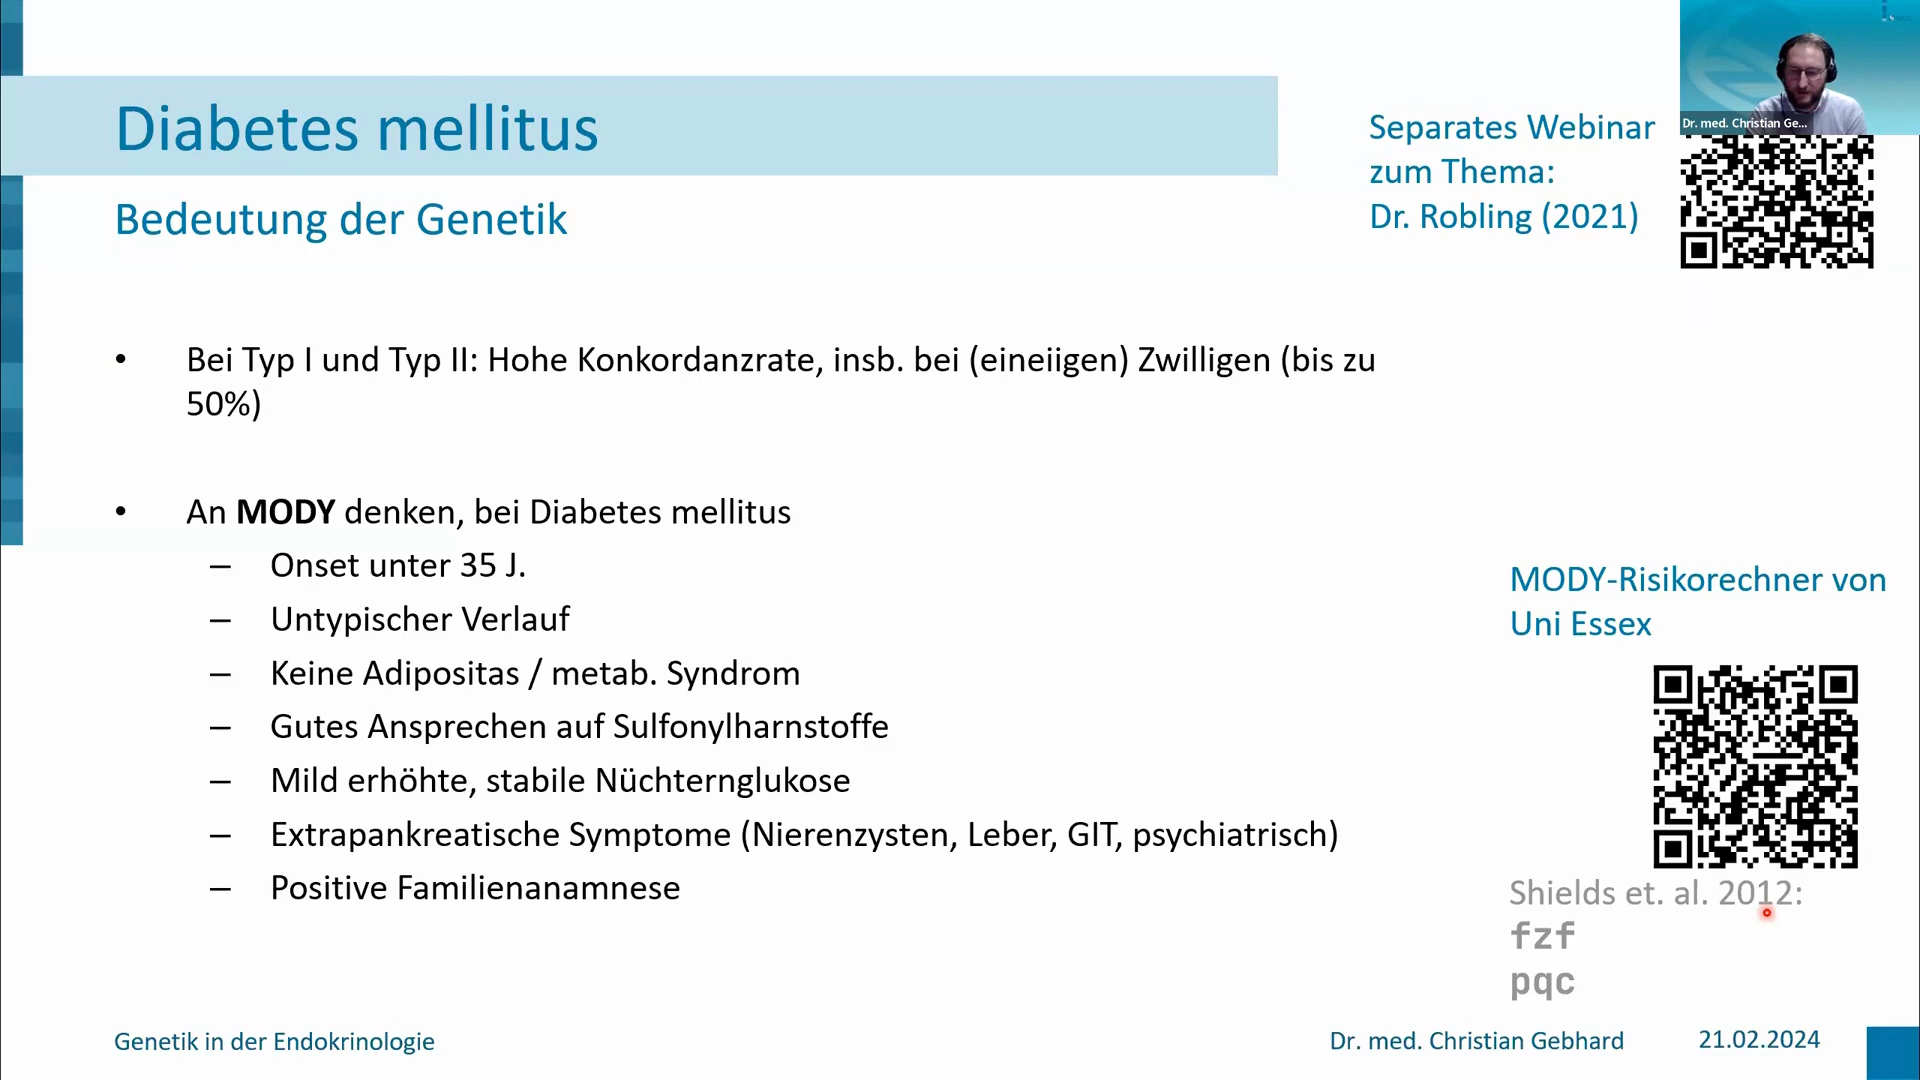 Diabetes mellitus
Bedeutung der Genetik
Separates Webinar
zum Thema:
Dr. Robling (2021)
Dr. med. Christian Ge...
• Bei Typ I und Typ II: Hohe Konkordanzrate, insb. bei (eineiigen) Zwilligen (bis zu
50%)
• An MODY denken, bei Diabetes mellitus
– Onset unter 35 J.
– Untypischer Verlauf
– Keine Adipositas / metab. Syndrom
– Gutes Ansprechen auf Sulfonylharnstoffe
– Mild erhöhte, stabile Nüchternglukose
– Extrapankreatische Symptome (Nierenzysten, Leber, GIT, psychiatrisch)
– Positive Familienanamnese
MODY-Risikorechner von
Uni Essex
Shields et. al. 2012:
fzf
pqc
Genetik in der Endokrinologie
Dr. med. Christian Gebhard
21.02.2024